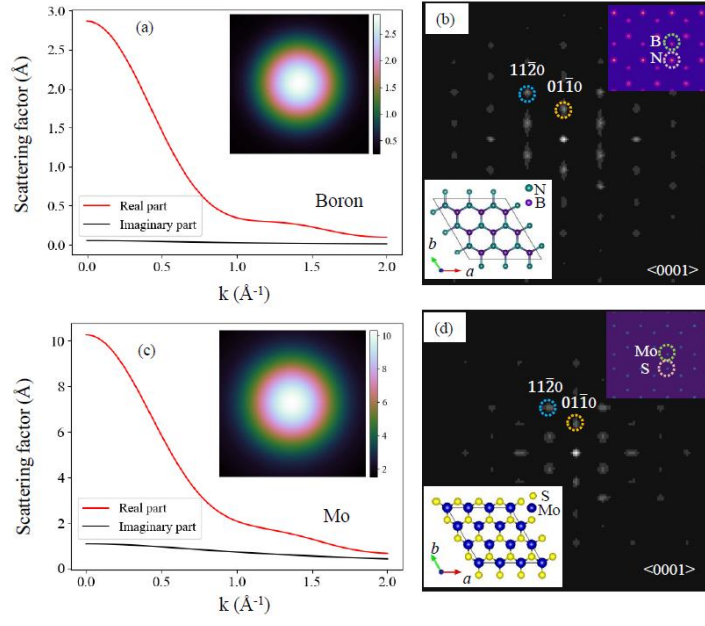 (a)
3.0
2.5
2.0
1.5
1.0
0.5
0.0
Scattering factor (Å)
2.5
2.0
1.5
1.0
0.5
Real part
Imaginary part
Boron
0.0 0.5 1.0 1.5 2.0
k (Å⁻¹)
(b)
B
N
112̄0
011̄0
N
B
b
a
<0001>
(c)
10
8
6
4
2
0
Scattering factor (Å)
10
8
6
4
2
Real part
Imaginary part
Mo
0.0 0.5 1.0 1.5 2.0
k (Å⁻¹)
(d)
Mo
S
112̄0
011̄0
S
Mo
b
a
<0001>